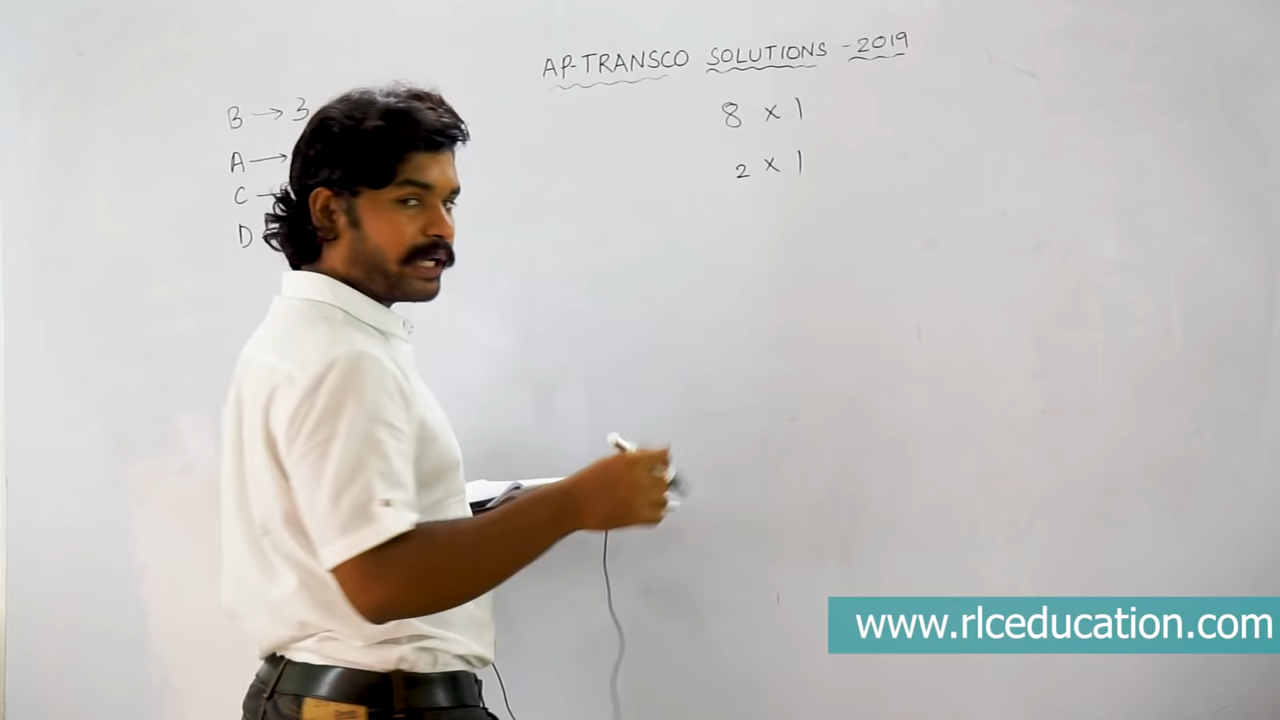 AP-TRANSCO SOLUTIONS - 2019
B → 3
A →
C
D
8 x 1
2 x 1
www.rlceducation.com